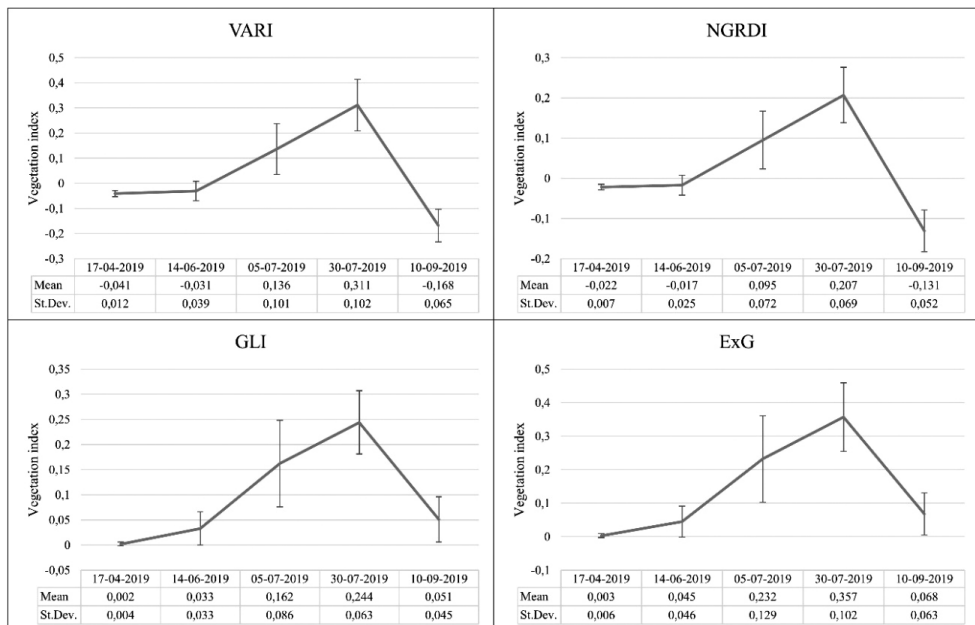 VARI
0,5
0,4
0,3
0,2
0,1
0
-0,1
-0,2
-0,3
Vegetation index
17-04-2019 14-06-2019 05-07-2019 30-07-2019 10-09-2019
Mean -0,041 -0,031 0,136 0,311 -0,168
St.Dev. 0,012 0,039 0,101 0,102 0,065
NGRDI
0,3
0,2
0,1
0
-0,1
-0,2
Vegetation index
17-04-2019 14-06-2019 05-07-2019 30-07-2019 10-09-2019
Mean -0,022 -0,017 0,095 0,207 -0,131
St.Dev. 0,007 0,025 0,072 0,069 0,052
GLI
0,35
0,3
0,25
0,2
0,15
0,1
0,05
0
-0,05
Vegetation index
17-04-2019 14-06-2019 05-07-2019 30-07-2019 10-09-2019
Mean 0,002 0,033 0,162 0,244 0,051
St.Dev. 0,004 0,033 0,086 0,063 0,045
ExG
0,5
0,4
0,3
0,2
0,1
0
-0,1
Vegetation index
17-04-2019 14-06-2019 05-07-2019 30-07-2019 10-09-2019
Mean 0,003 0,045 0,232 0,357 0,068
St.Dev. 0,006 0,046 0,129 0,102 0,063